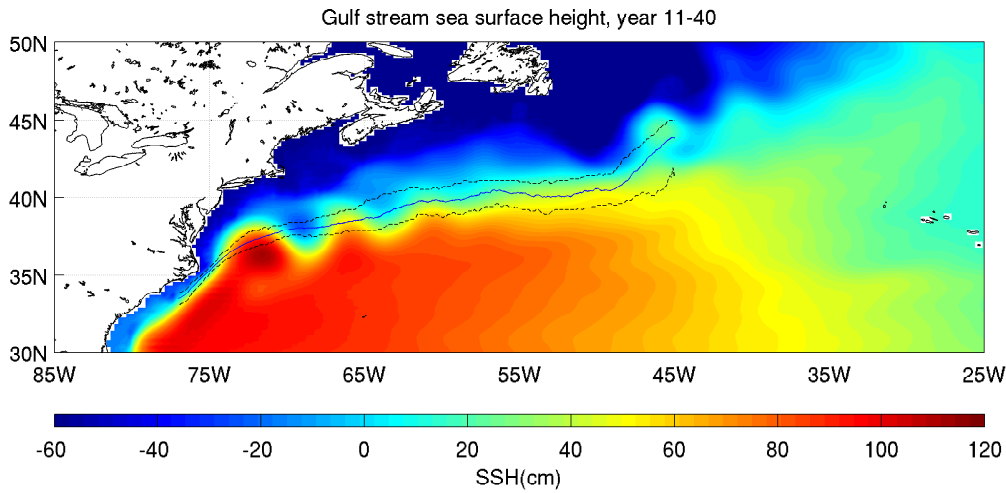 Gulf stream sea surface height, year 11-40
50N
45N
40N
35N
30N
85W 75W 65W 55W 45W 35W 25W
-60 -40 -20 0 20 40 60 80 100 120
SSH(cm)